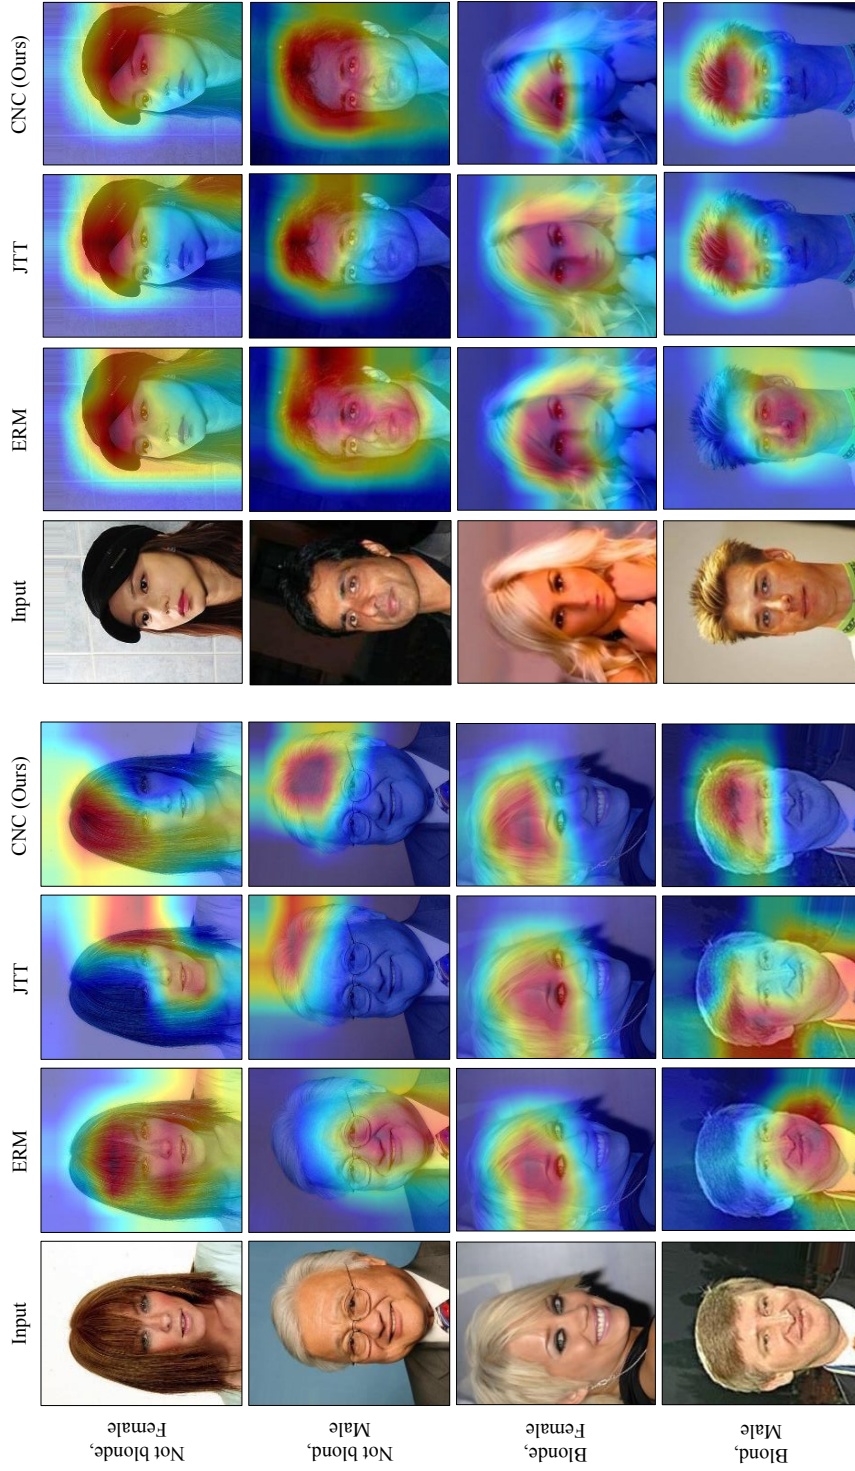 Input
ERM
JTT
CNC (Ours)
Input
ERM
JTT
CNC (Ours)
Not blonde,
Female
Not blond,
Male
Blonde,
Female
Blond,
Male